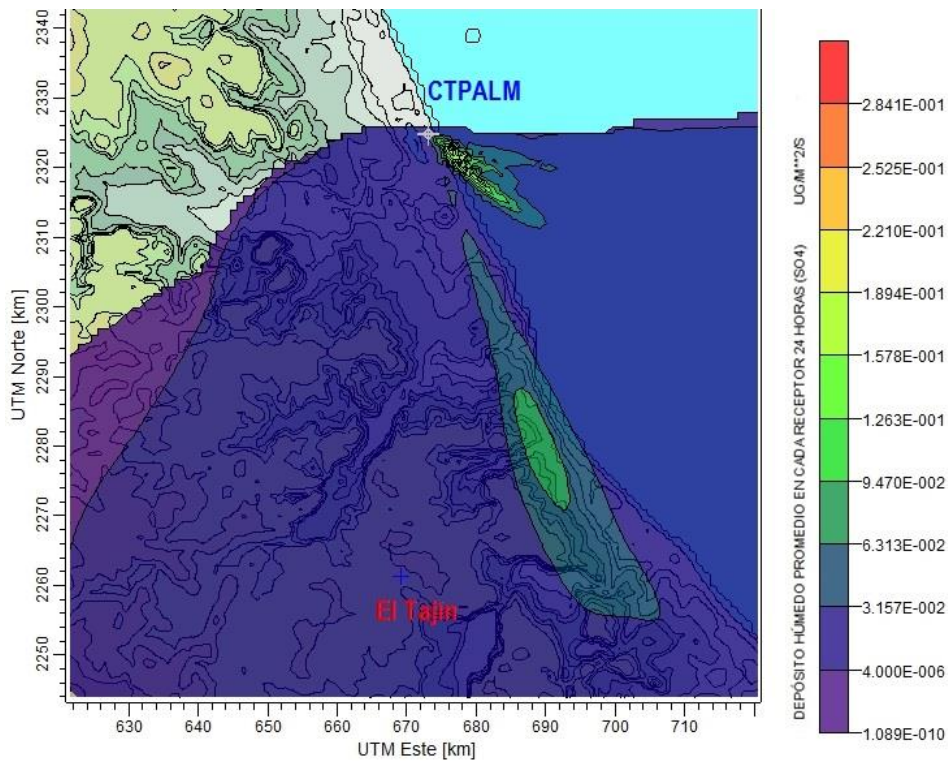 2340
2330
2320
2310
2300
2290
2280
2270
2260
2250
UTM Norte [km]
CTPALM
El Tajin
630 640 650 660 670 680 690 700 710
UTM Este [km]
DEPÓSITO HÚMEDO PROMEDIO EN CADA RECEPTOR 24 HORAS (SO4) UG/M**2/S
2.841E-001
2.525E-001
2.210E-001
1.894E-001
1.578E-001
1.263E-001
9.470E-002
6.313E-002
3.157E-002
4.000E-006
1.089E-010